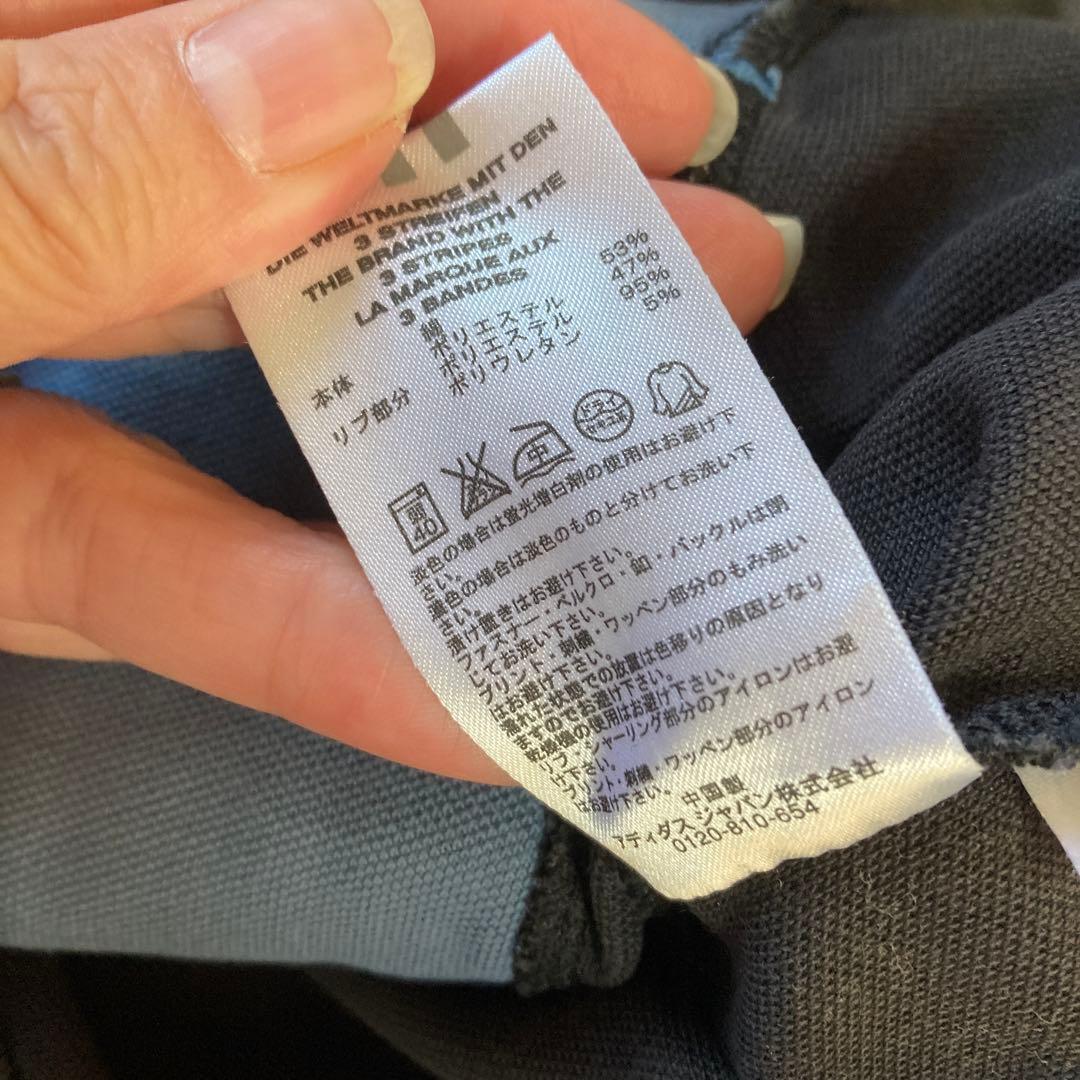 DIE WELTMARKE MIT DEN
3 STREIFEN
THE BRAND WITH THE
3 STRIPES
LA MARQUE AUX
3 BANDES
本体 綿 53%
ポリエステル 47%
リブ部分 ポリエステル 95%
ポリウレタン 5%
弱 40 中 ドライ
淡色の場合は蛍光増白剤の使用はお避け下
さい。
濃色の場合は淡色のものと分けてお洗い下
さい。
漬け置きはお避け下さい。
ファスナー・ベルクロ・釦・バックルは閉
してお洗い下さい。
プリント・刺繍・ワッペン部分のもみ洗い
はお避け下さい。
濡れた状態での放置は色移りの原因となり
ますのでお避け下さい。
乾燥機の使用はお避け下さい。
シャーリング部分のアイロンはお避
け下さい。
プリント・刺繍・ワッペン部分のアイロン
はお避け下さい。
中国製
アディダス ジャパン株式会社
0120-810-654